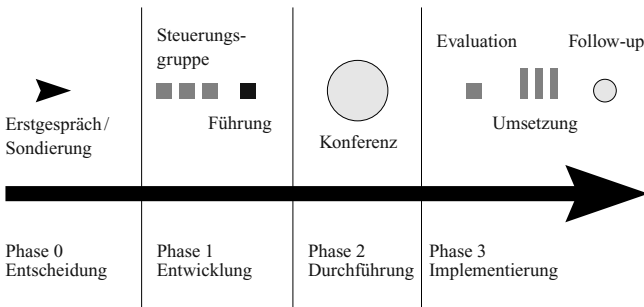 Erstgespräch/
Sondierung
Steuerungs-
gruppe
Führung
Konferenz
Evaluation
Follow-up
Umsetzung
Phase 0
Entscheidung
Phase 1
Entwicklung
Phase 2
Durchführung
Phase 3
Implementierung